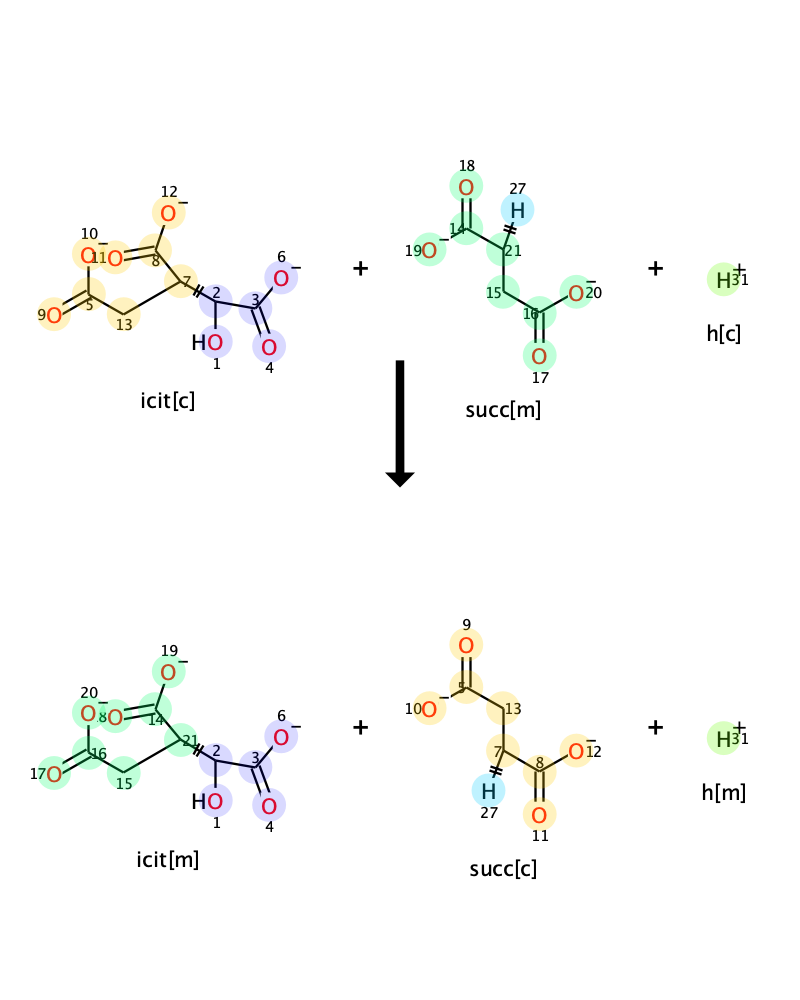 18
12 O− O H 27
10 O− 11 O 8 14 19 O− 21
6 O−
7 2 3 + + H+ 31
9 O 5 13 15 16 O− 20
HO O O
1 4 17
h[c]
icit[c] succ[m]
9
19 O− O
20 O− 8 O 14 5 10 O− 13
6 O−
21 2 3 + 7 8 O− 12 + H+ 31
17 O 16 15
HO O H O
1 4 27 11
h[m]
icit[m] succ[c]